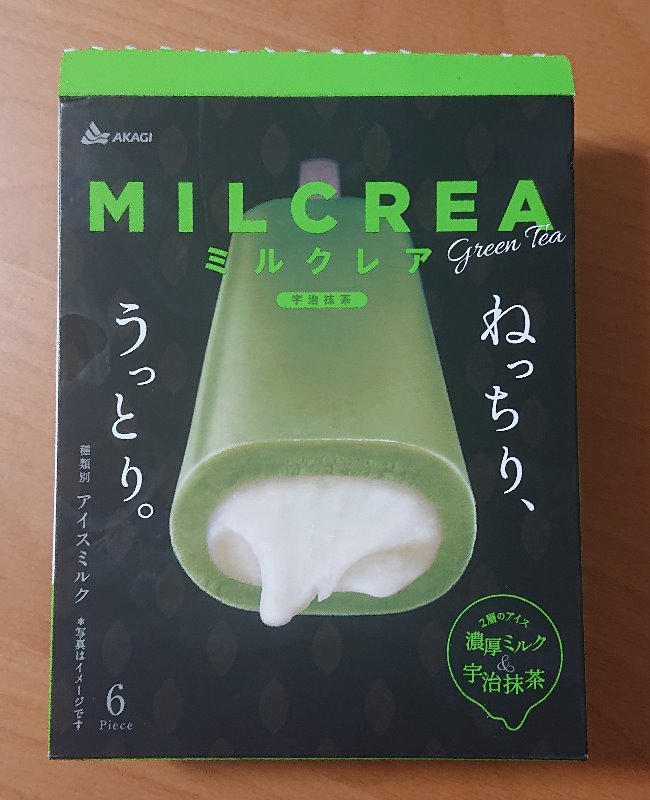 AKAGI
MILCREA
ミルクレア
Green Tea
宇治抹茶
ねっちり、
うっとり。
種類別 アイスミルク
*写真はイメージです
6
Piece
2層のアイス
濃厚ミルク
&
宇治抹茶